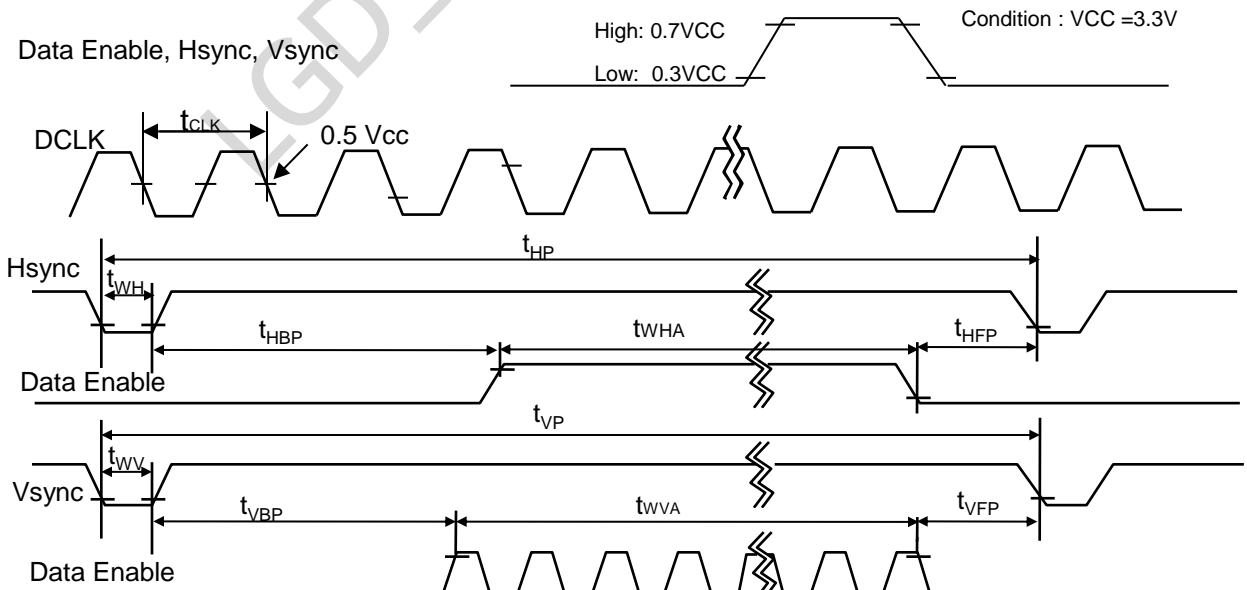 High: 0.7VCC
Condition : VCC =3.3V
Data Enable, Hsync, Vsync
Low: 0.3VCC
LGD_
tCLK
DCLK
0.5 Vcc
tHP
Hsync
tWH
tHBP
tWHA
tHFP
Data Enable
tVP
tWV
Vsync
tVBP
tWVA
tVFP
Data Enable